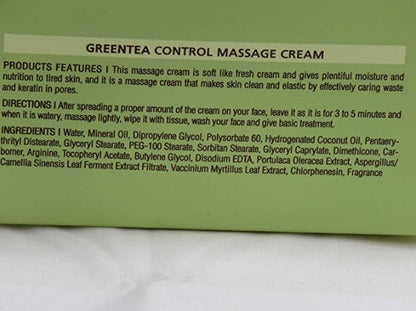 GREENTEA CONTROL MASSAGE CREAM
PRODUCTS FEATURES I This massage cream is soft like fresh cream and gives plentiful moisture and
nutrition to tired skin, and it is a massage cream that makes skin clean and elastic by effectively caring waste
and keratin in pores.
DIRECTIONS I After spreading a proper amount of the cream on your face, leave it as it is for 3 to 5 minutes and
when it is watery, massage lightly, wipe it with tissue, wash your face and give basic treatment.
INGREDIENTS I Water, Mineral Oil, Dipropylene Glycol, Polysorbate 60, Hydrogenated Coconut Oil, Pentaery-
thrityl Distearate, Glyceryl Stearate, PEG-100 Stearate, Sorbitan Stearate, Glyceryl Caprylate, Dimethicone, Car-
bomer, Arginine, Tocopheryl Acetate, Butylene Glycol, Disodium EDTA, Portulaca Oleracea Extract, Aspergillus/
Camellia Sinensis Leaf Ferment Extract Filtrate, Vaccinium Myrtillus Leaf Extract, Chlorphenesin, Fragrance